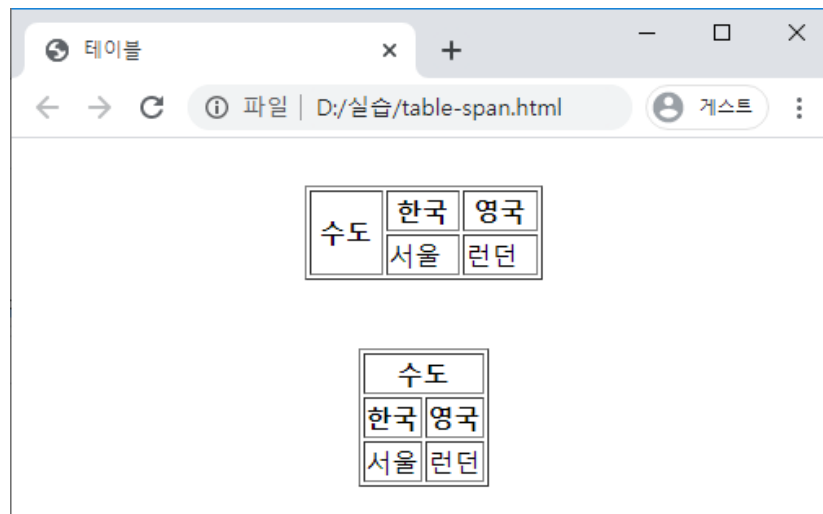 테이블
파일 | D:/실습/table-span.html 게스트
수도 한국 영국
서울 런던
수도
한국 영국
서울 런던